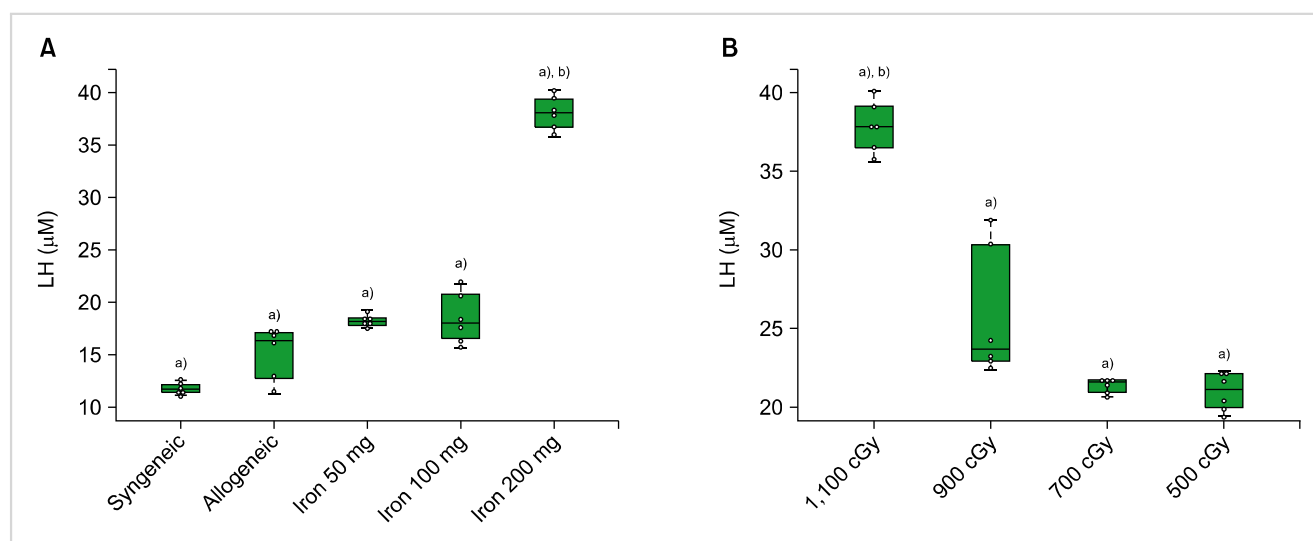 A
LH (μM)
40
35
30
25
20
15
10
a)
a)
a)
a)
a), b)
Syngeneic
Allogeneic
Iron 50 mg
Iron 100 mg
Iron 200 mg
B
LH (μM)
40
35
30
25
20
a), b)
a)
a)
a)
1,100 cGy
900 cGy
700 cGy
500 cGy